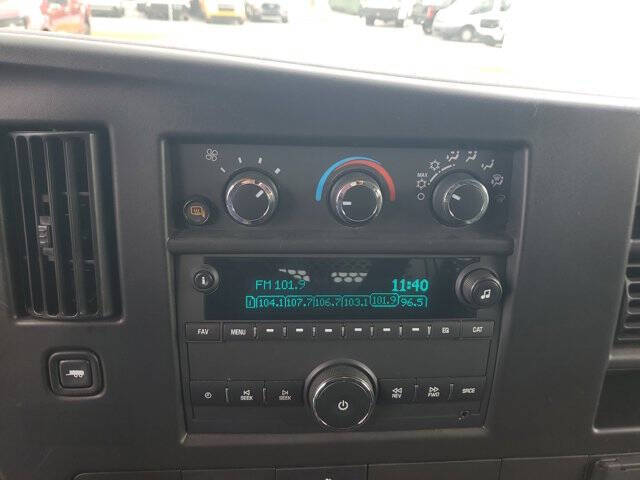 MAX
FM 101.9 11:40
1 104.1 107.7 106.7 103.1 101.9 96.5
FAV MENU EQ CAT
SEEK SEEK REV FWD SRCE